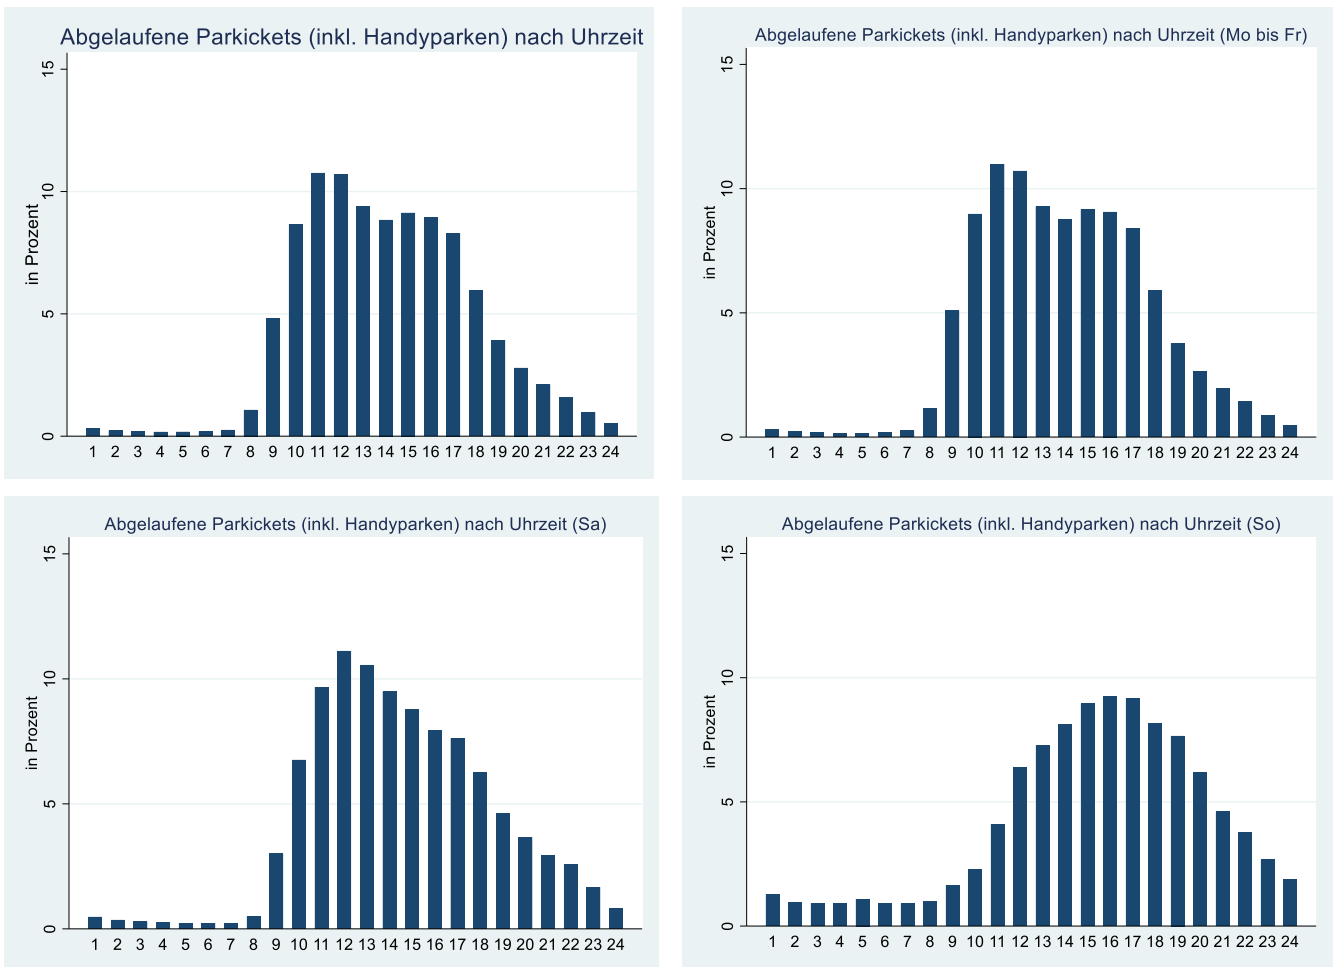 Abgelaufene Parkickets (inkl. Handyparken) nach Uhrzeit
15
10
5
0
in Prozent
1 2 3 4 5 6 7 8 9 10 11 12 13 14 15 16 17 18 19 20 21 22 23 24
Abgelaufene Parkickets (inkl. Handyparken) nach Uhrzeit (Mo bis Fr)
15
10
5
0
in Prozent
1 2 3 4 5 6 7 8 9 10 11 12 13 14 15 16 17 18 19 20 21 22 23 24
Abgelaufene Parkickets (inkl. Handyparken) nach Uhrzeit (Sa)
15
10
5
0
in Prozent
1 2 3 4 5 6 7 8 9 10 11 12 13 14 15 16 17 18 19 20 21 22 23 24
Abgelaufene Parkickets (inkl. Handyparken) nach Uhrzeit (So)
15
10
5
0
in Prozent
1 2 3 4 5 6 7 8 9 10 11 12 13 14 15 16 17 18 19 20 21 22 23 24